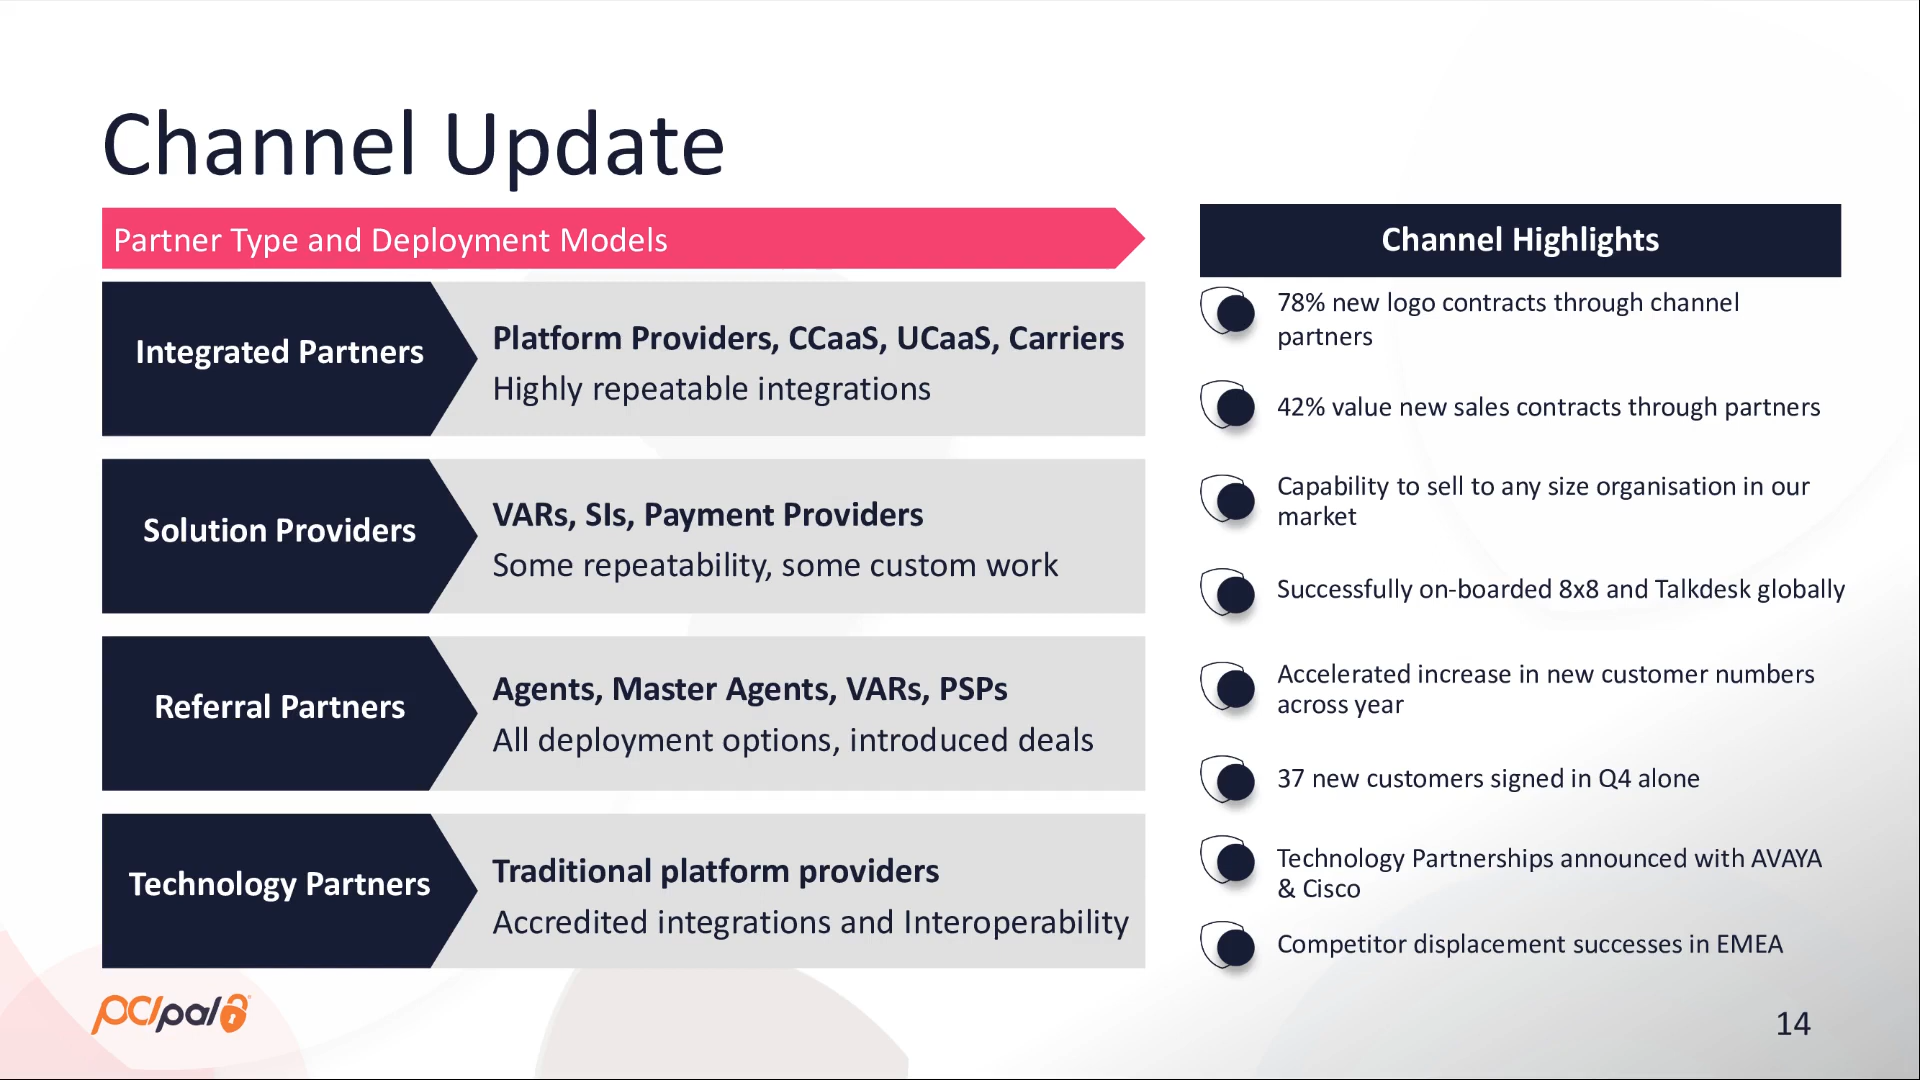 Channel Update
Partner Type and Deployment Models
Integrated Partners
Platform Providers, CCaaS, UCaaS, Carriers
Highly repeatable integrations
Solution Providers
VARs, SIs, Payment Providers
Some repeatability, some custom work
Referral Partners
Agents, Master Agents, VARs, PSPs
All deployment options, introduced deals
Technology Partners
Traditional platform providers
Accredited integrations and Interoperability
Channel Highlights
78% new logo contracts through channel
partners
42% value new sales contracts through partners
Capability to sell to any size organisation in our
market
Successfully on-boarded 8x8 and Talkdesk globally
Accelerated increase in new customer numbers
across year
37 new customers signed in Q4 alone
Technology Partnerships announced with AVAYA
& Cisco
Competitor displacement successes in EMEA
pci/pal
14